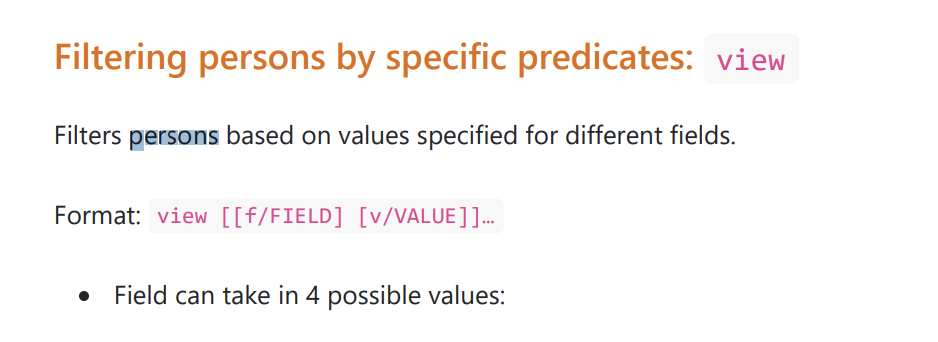 Filtering persons by specific predicates: view
Filters persons based on values specified for different fields.
Format: view [[f/FIELD] [v/VALUE]]…
• Field can take in 4 possible values: